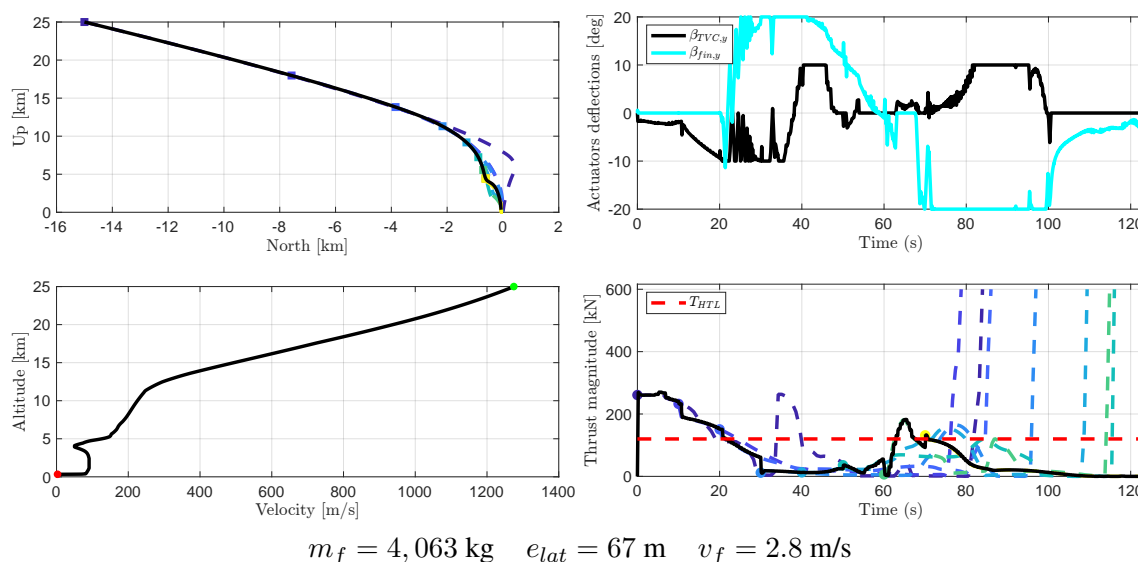 25
20
15
10
5
0
Up [km]
-16 -14 -12 -10 -8 -6 -4 -2 0 2
North [km]
20
10
0
-10
-20
Actuators deflections [deg]
β_{TVC,y}
β_{fin,y}
0 20 40 60 80 100 120
Time (s)
25
20
15
10
5
0
Altitude [km]
0 200 400 600 800 1000 1200 1400
Velocity [m/s]
600
400
200
0
Thrust magnitude [kN]
T_{HTL}
0 20 40 60 80 100 120
Time (s)
m_f = 4,063 kg e_{lat} = 67 m v_f = 2.8 m/s